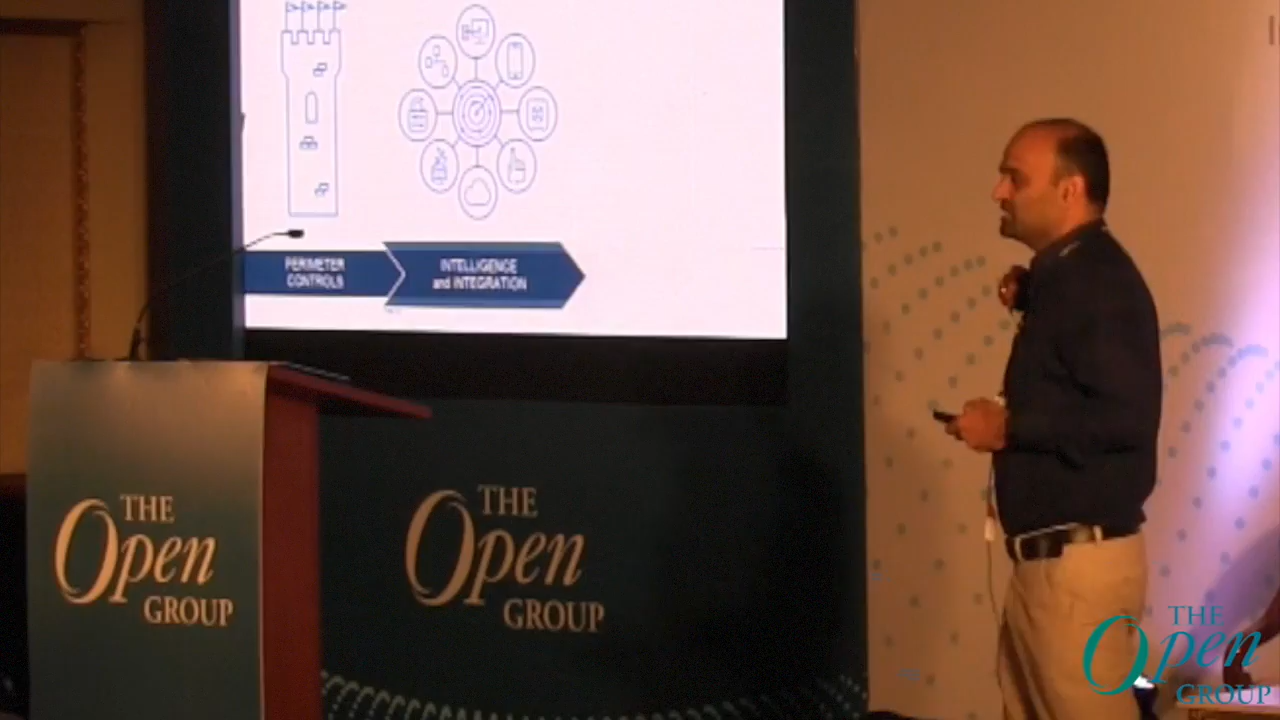 PERIMETER
CONTROLS
INTELLIGENCE
and INTEGRATION
THE
Open
GROUP
THE
Open
GROUP
THE
Open
GROUP